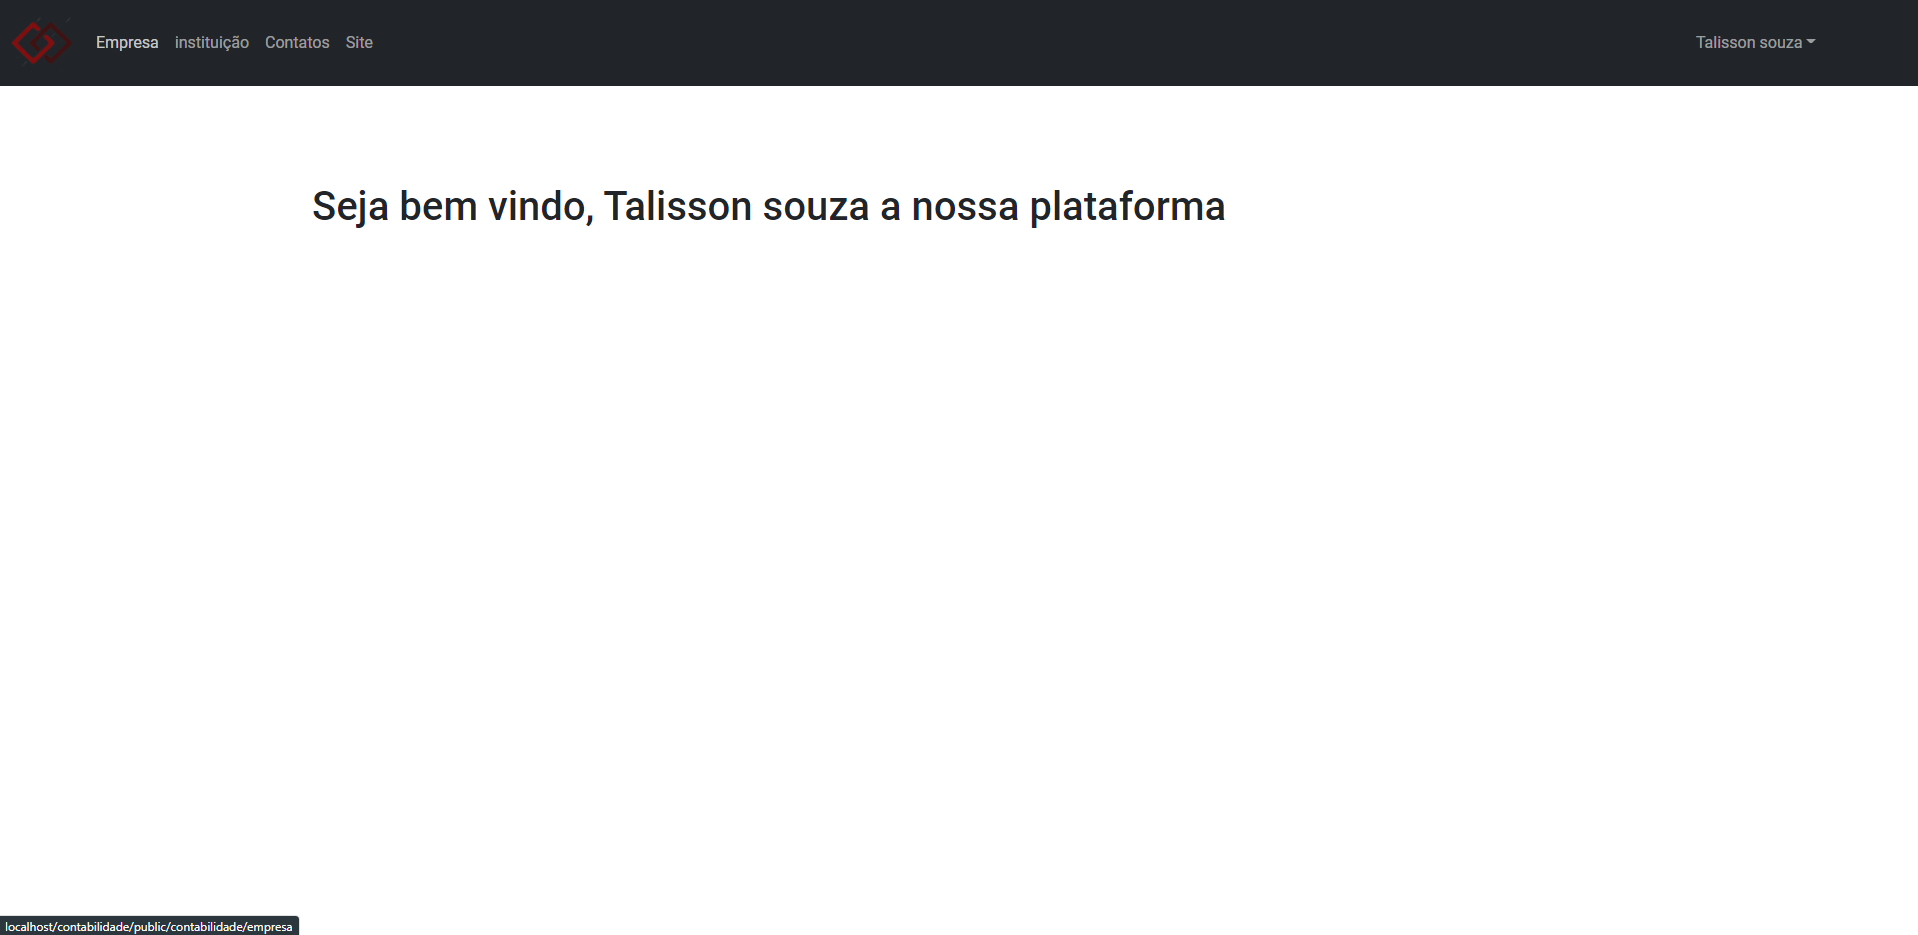 Empresa instituição Contatos Site Talisson souza
Seja bem vindo, Talisson souza a nossa plataforma
localhost/contabilidade/public/contabilidade/empresa